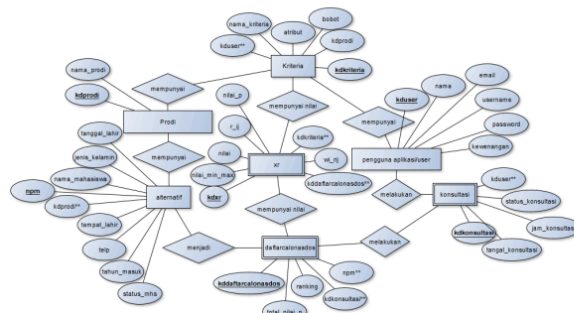 bobot
nama_kriteria
atribut
kduser**
kdprodi
Kriteria
kdkriteria
nama_prodi
mempunyai
kdprodi
Prodi
nilai_p
mempunyai nilai
mempunyai
kduser
nama
email
username
password
kewenangan
pengguna aplikasi/user
tanggal_lahir
jenis_kelamin
mempunyai
r_ij
kdkriteria**
nilai
xr
wi_rij
nilai_min_max
kddaftarcalonasdos**
kdxr
nama_mahasiswa
npm
alternatif
kdprodi**
tempat_lahir
telp
tahun_masuk
status_mhs
mempunyai nilai
melakukan
konsultasi
kduser**
status_konsultasi
jam_konsultasi
kdkonsultasi
tangal_konsultasi
menjadi
daftarcalonasdos
melakukan
kddaftarcalonasdos
npm**
ranking
kdkonsultasi**
total_nilai_p